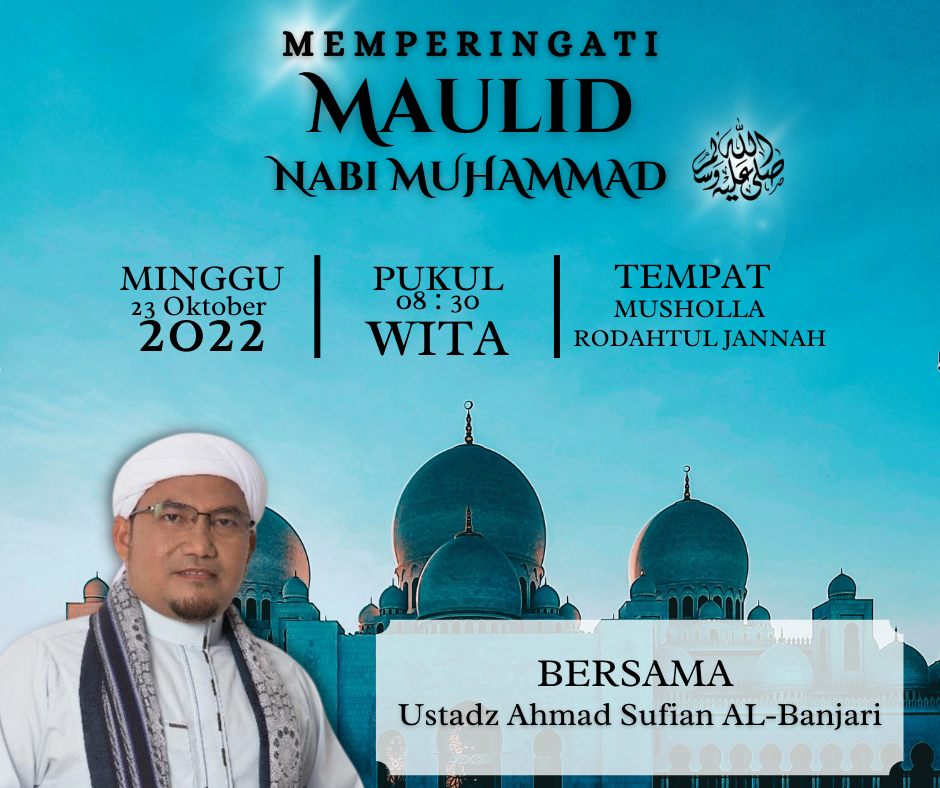 MEMPERINGATI
MAULID
NABI MUHAMMAD
صلى الله عليه وسلم
MINGGU
23 Oktober
2022
PUKUL
08 : 30
WITA
TEMPAT
MUSHOLLA
RODAHTUL JANNAH
BERSAMA
Ustadz Ahmad Sufian AL-Banjari